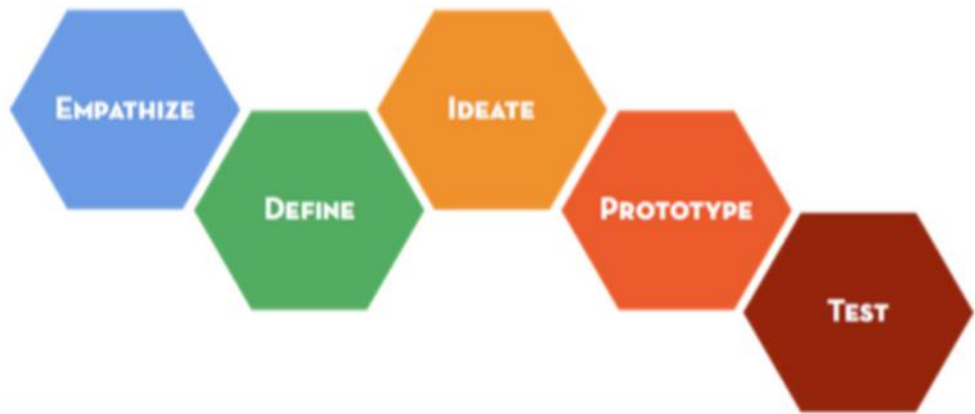 EMPATHIZE
DEFINE
IDEATE
PROTOTYPE
TEST